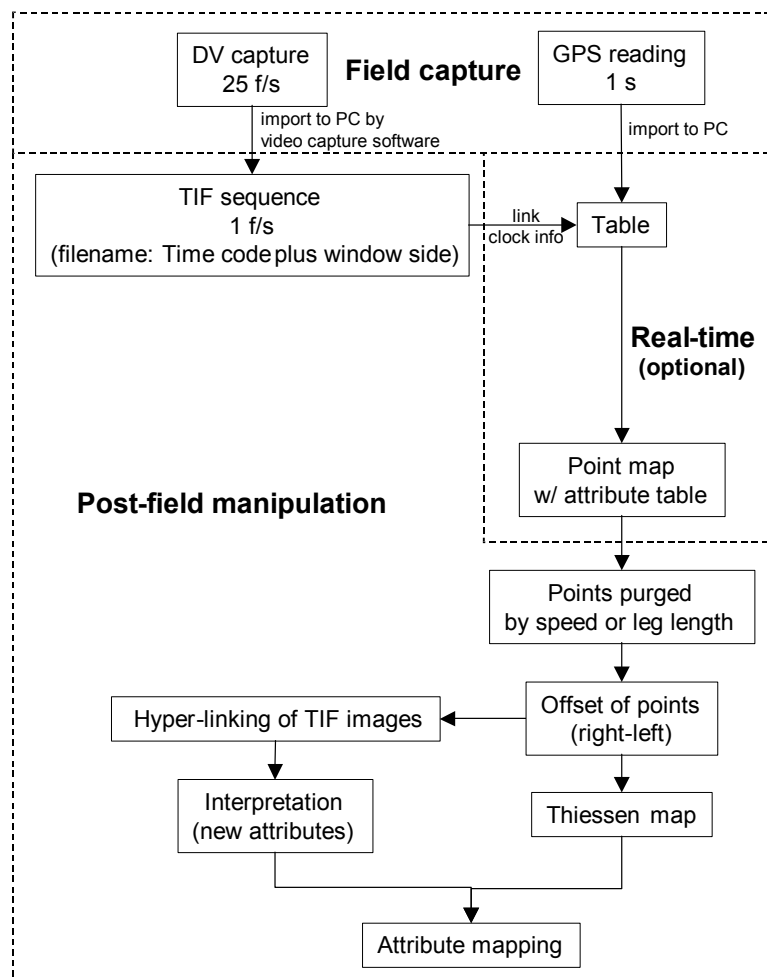 DV capture
25 f/s
Field capture
GPS reading
1 s
import to PC by
video capture software
import to PC
TIF sequence
1 f/s
(filename: Time code plus window side)
link
clock info
Table
Real-time
(optional)
Point map
w/ attribute table
Post-field manipulation
Points purged
by speed or leg length
Hyper-linking of TIF images
Offset of points
(right-left)
Interpretation
(new attributes)
Thiessen map
Attribute mapping